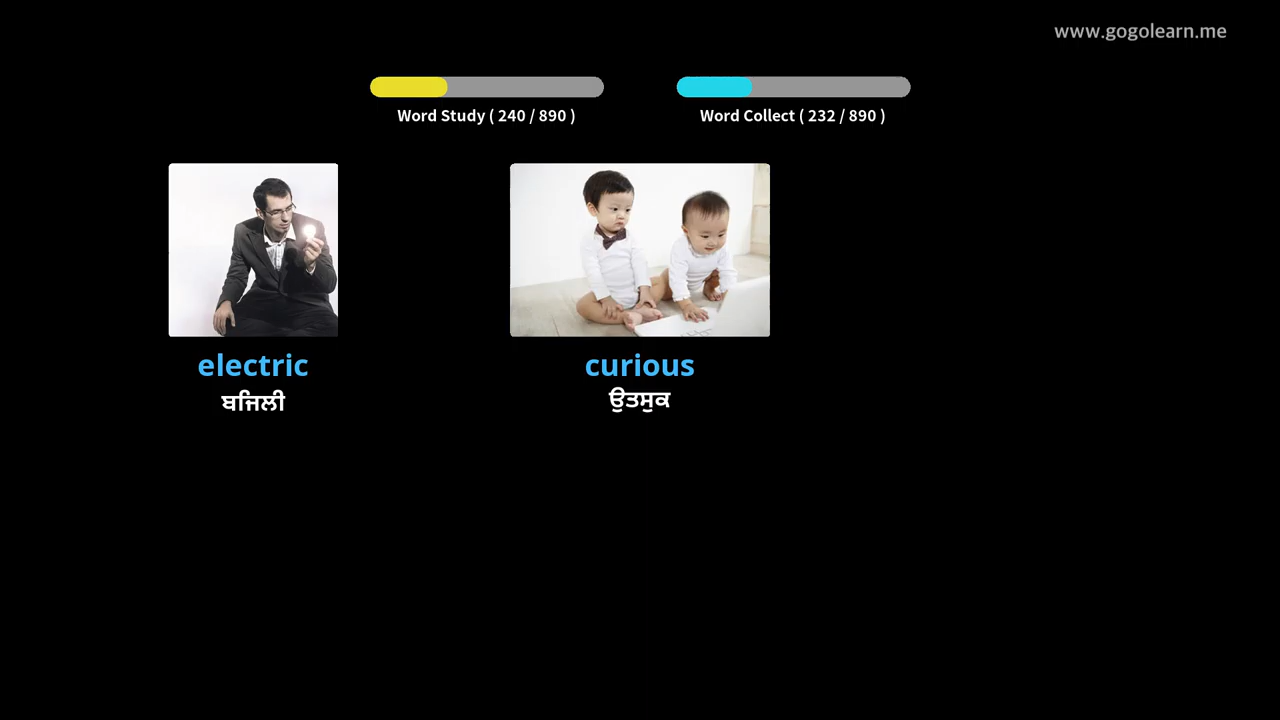 www.gogolearn.me
Word Study ( 240 / 890 )
Word Collect ( 232 / 890 )
electric
ਬਜਿਲੀ
curious
ਉਤਸੁਕ